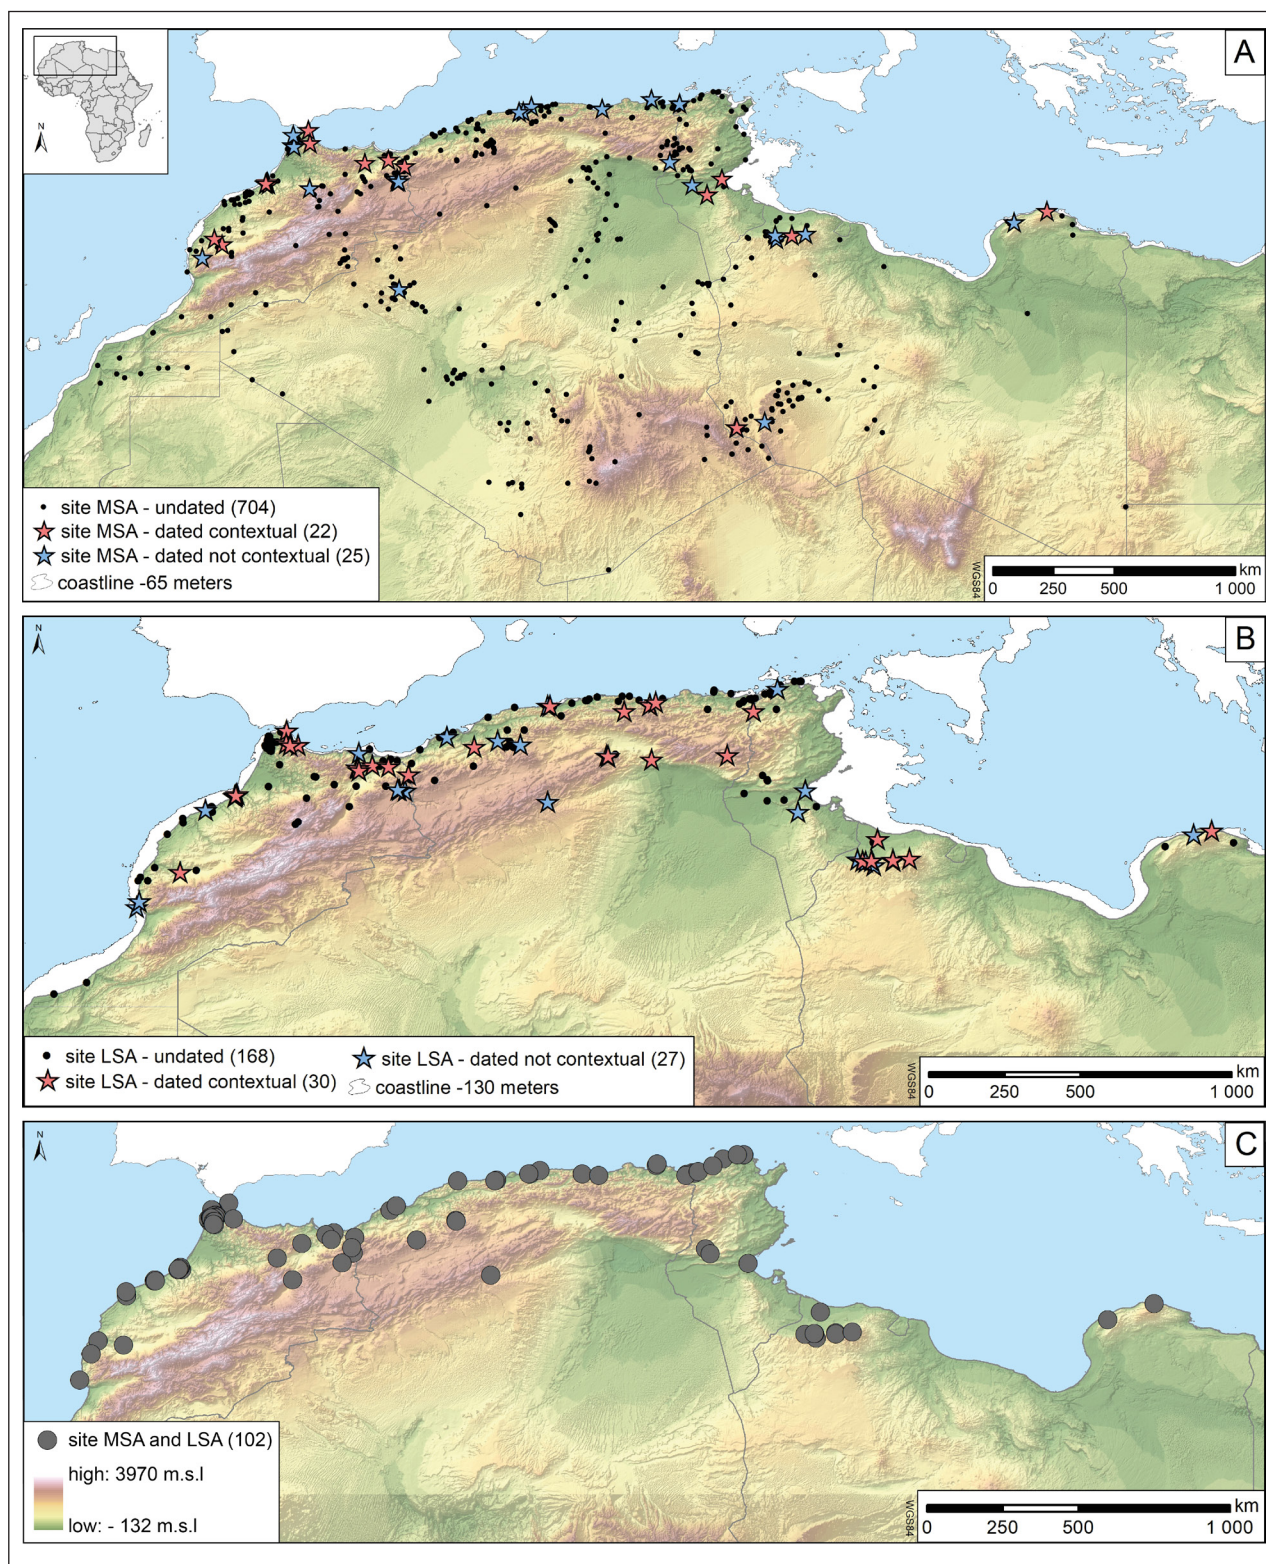 A
N
site MSA - undated (704)
site MSA - dated contextual (22)
site MSA - dated not contextual (25)
coastline -65 meters
WGS84
km
0 250 500 1 000
N
B
site LSA - undated (168)
site LSA - dated contextual (30)
site LSA - dated not contextual (27)
coastline -130 meters
WGS84
km
0 250 500 1 000
N
C
site MSA and LSA (102)
high: 3970 m.s.l
low: - 132 m.s.l
WGS84
km
0 250 500 1 000